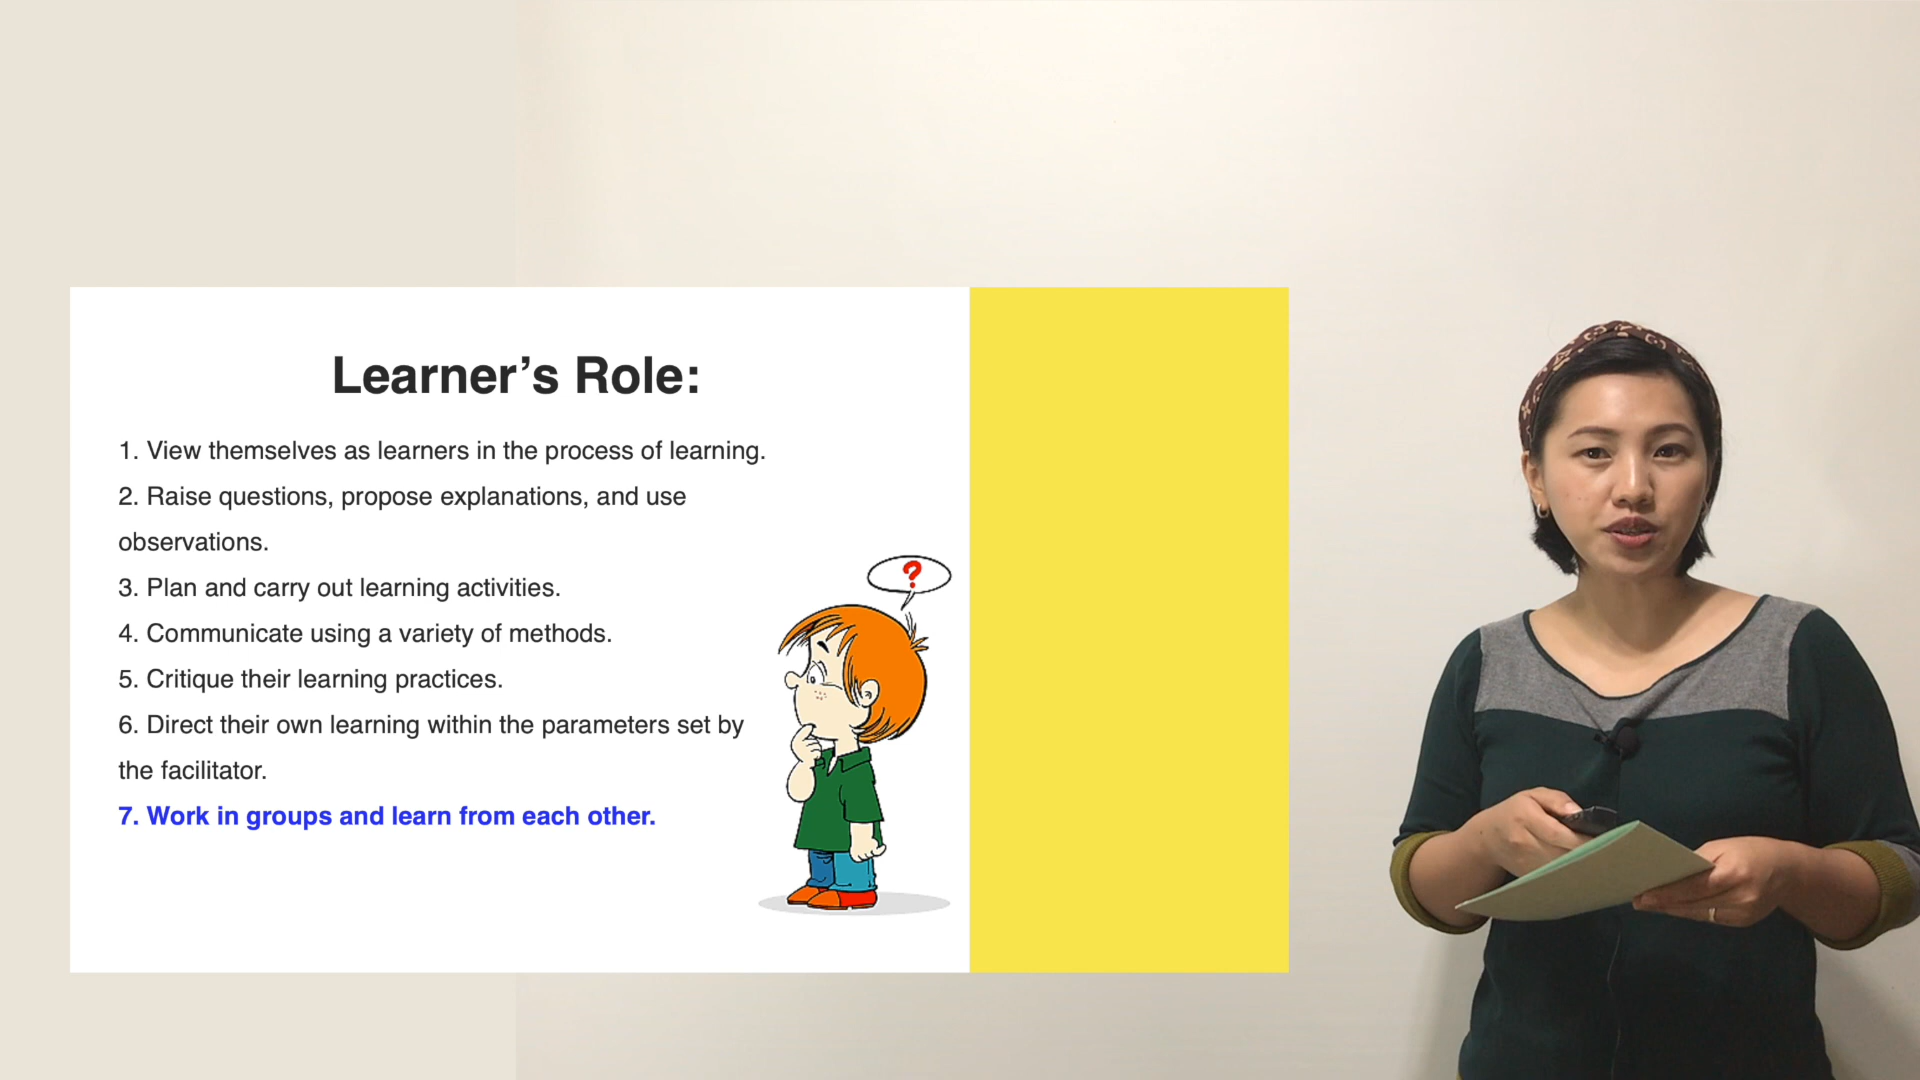 Learner’s Role:
1. View themselves as learners in the process of learning.
2. Raise questions, propose explanations, and use
observations.
3. Plan and carry out learning activities.
4. Communicate using a variety of methods.
5. Critique their learning practices.
6. Direct their own learning within the parameters set by
the facilitator.
7. Work in groups and learn from each other.
?